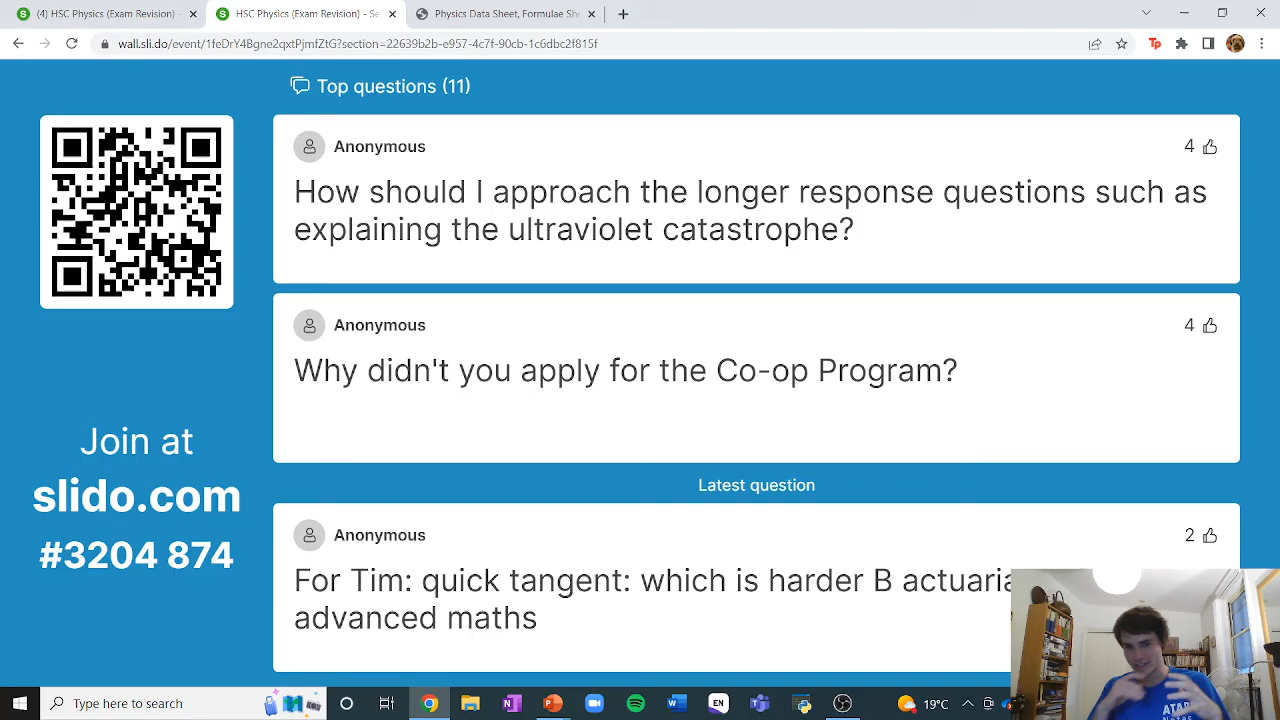 (4) HSC Physics (Exam Revision)
HSC Physics (Exam Revision) - Se
Physics Data Sheet, Formulae She
wall.sli.do/event/1feDrY4Bgne2qxtPjmfZtG?section=22639b2b-e957-4c7f-90cb-1c6dbc2f815f
Top questions (11)
Anonymous
4
How should I approach the longer response questions such as
explaining the ultraviolet catastrophe?
Anonymous
4
Why didn't you apply for the Co-op Program?
Join at
slido.com
#3204 874
Latest question
Anonymous
2
For Tim: quick tangent: which is harder B actuaria
advanced maths
ATAR
Notes
Type here to search
EN
19°C